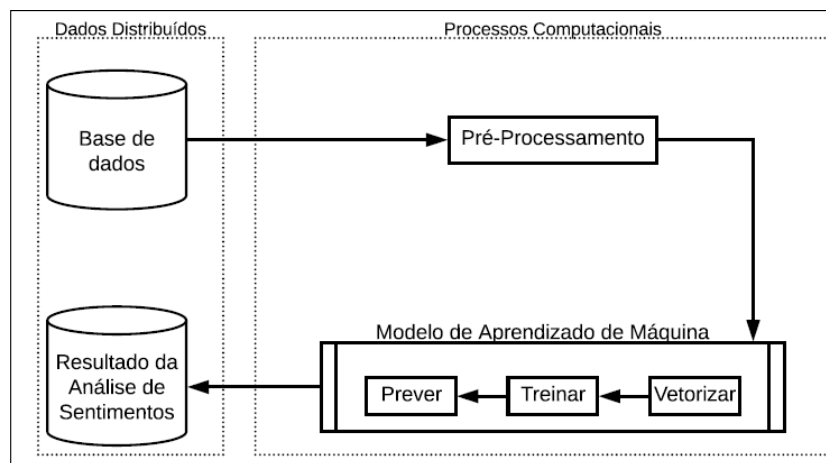 Dados Distribuídos
Processos Computacionais
Base de
dados
Pré-Processamento
Modelo de Aprendizado de Máquina
Resultado da
Análise de
Sentimentos
Prever
Treinar
Vetorizar